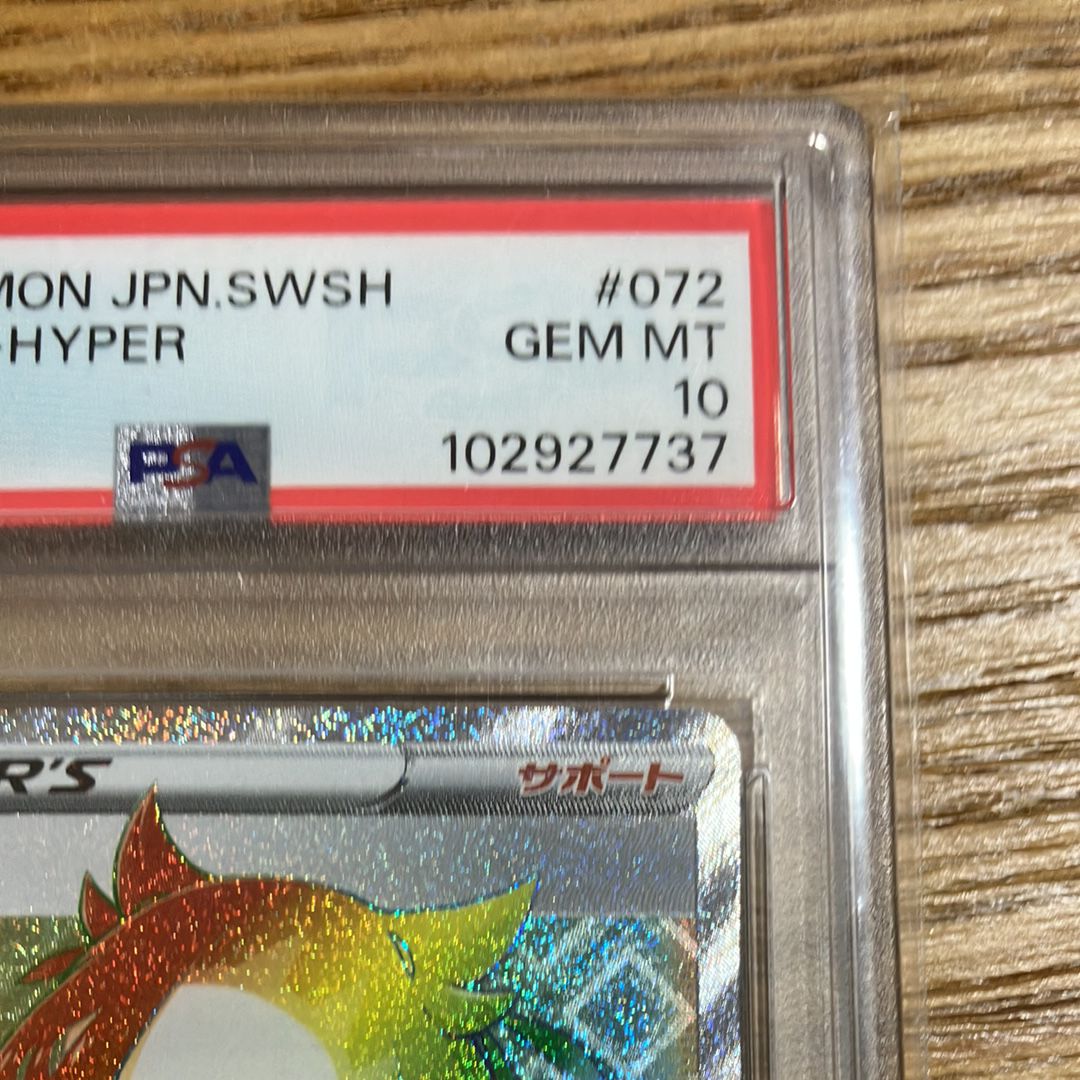 MON JPN.SWSH #072
-HYPER GEM MT
10
PSA 102927737
R'S サポート